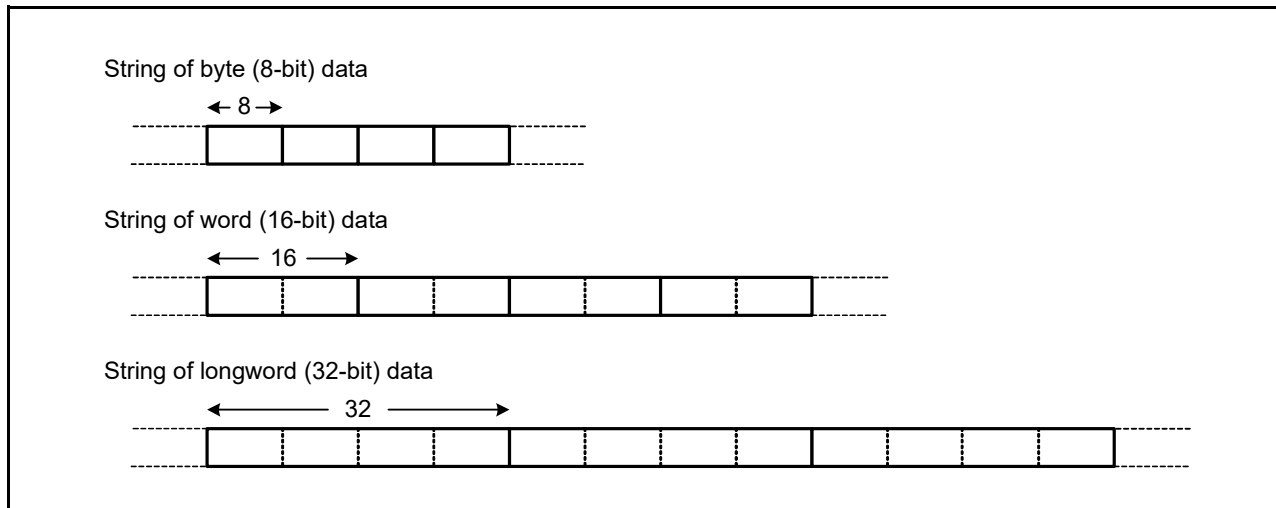 String of byte (8-bit) data
8
String of word (16-bit) data
16
String of longword (32-bit) data
32